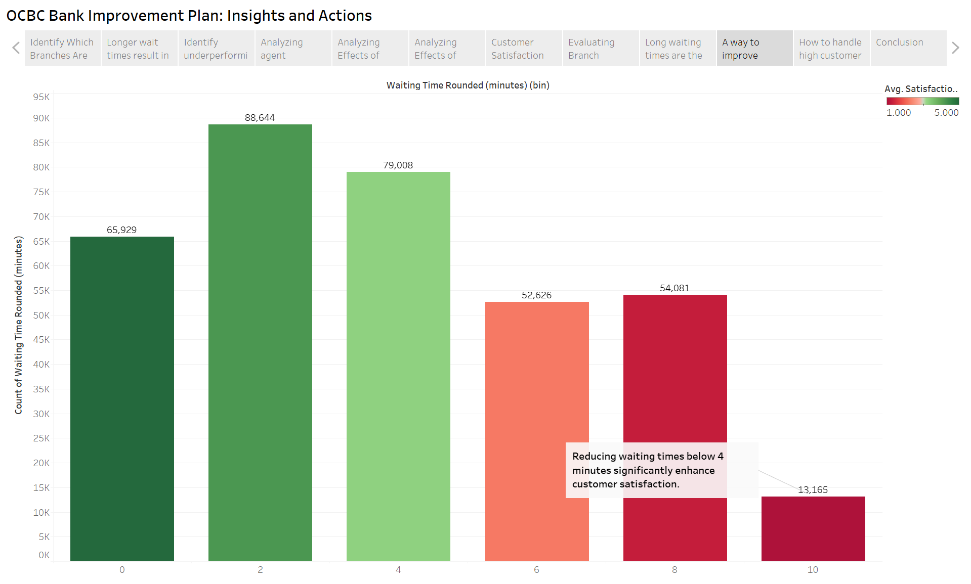 OCBC Bank Improvement Plan: Insights and Actions
Identify Which
Branches Are
Longer wait
times result in
Identify
underperformi
Analyzing
agent
Analyzing
Effects of
Analyzing
Effects of
Customer
Satisfaction
Evaluating
Branch
Long waiting
times are the
A way to
improve
How to handle
high customer
Conclusion
Waiting Time Rounded (minutes) (bin)
Avg. Satisfactio..
1.000 5.000
Count of Waiting Time Rounded (minutes)
95K
90K
85K
80K
75K
70K
65K
60K
55K
50K
45K
40K
35K
30K
25K
20K
15K
10K
5K
0K
65,929
88,644
79,008
52,626
54,081
13,165
Reducing waiting times below 4
minutes significantly enhance
customer satisfaction.
0 2 4 6 8 10